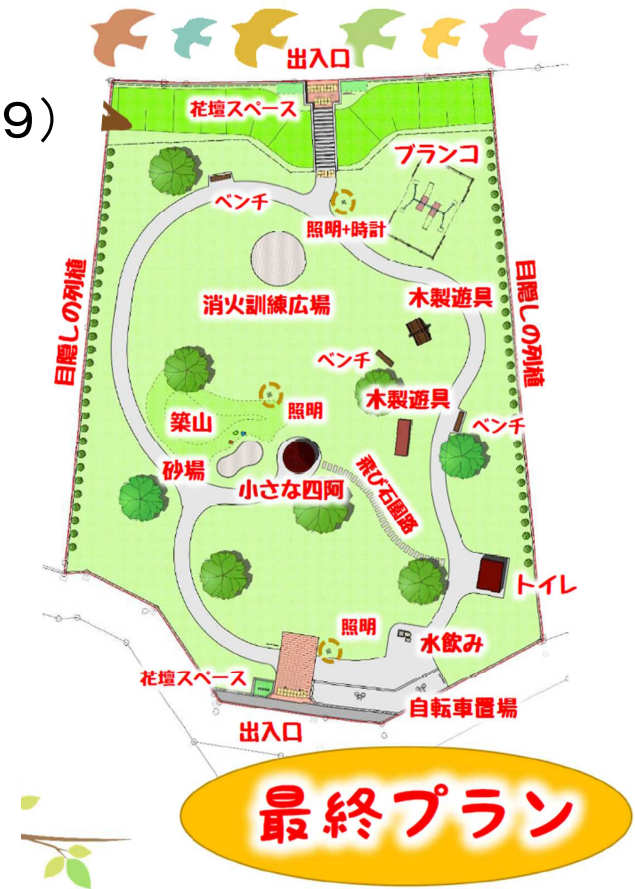 出入口
9）
花壇スペース
ブランコ
ベンチ
照明+時計
目隠しの列植
目隠しの列植
消火訓練広場
木製遊具
ベンチ
木製遊具
照明
築山
ベンチ
砂場
小さな四阿
飛び石園路
トイレ
照明
水飲み
花壇スペース
自転車置場
出入口
最終プラン